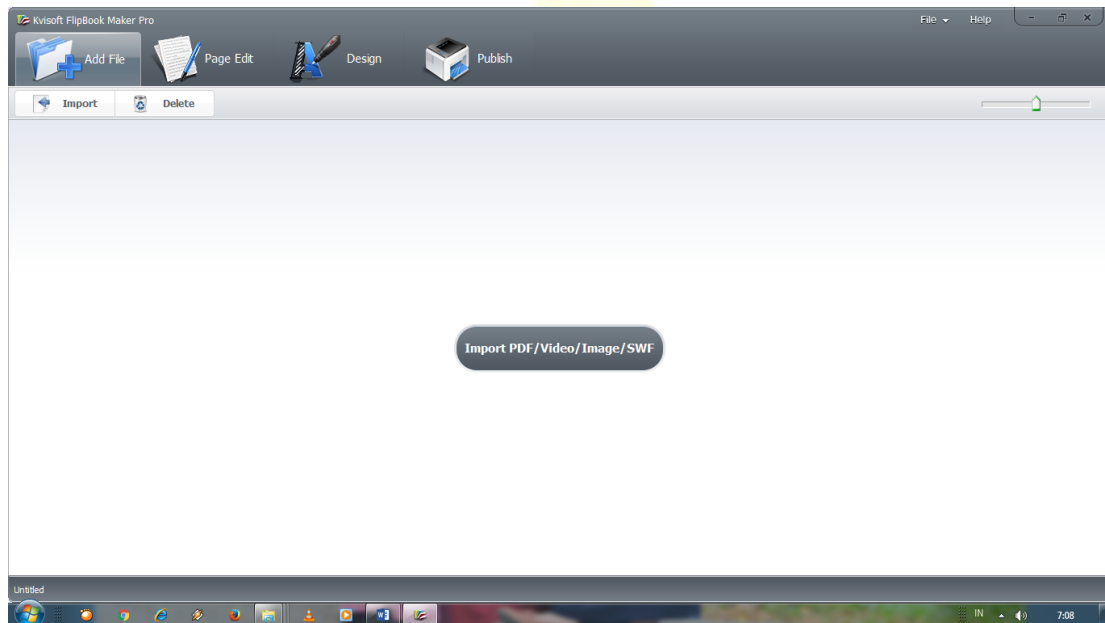 Kvisoft FlipBook Maker Pro
File Help
Add File Page Edit Design Publish
Import Delete
Import PDF/Video/Image/SWF
Untitled
IN 7:08